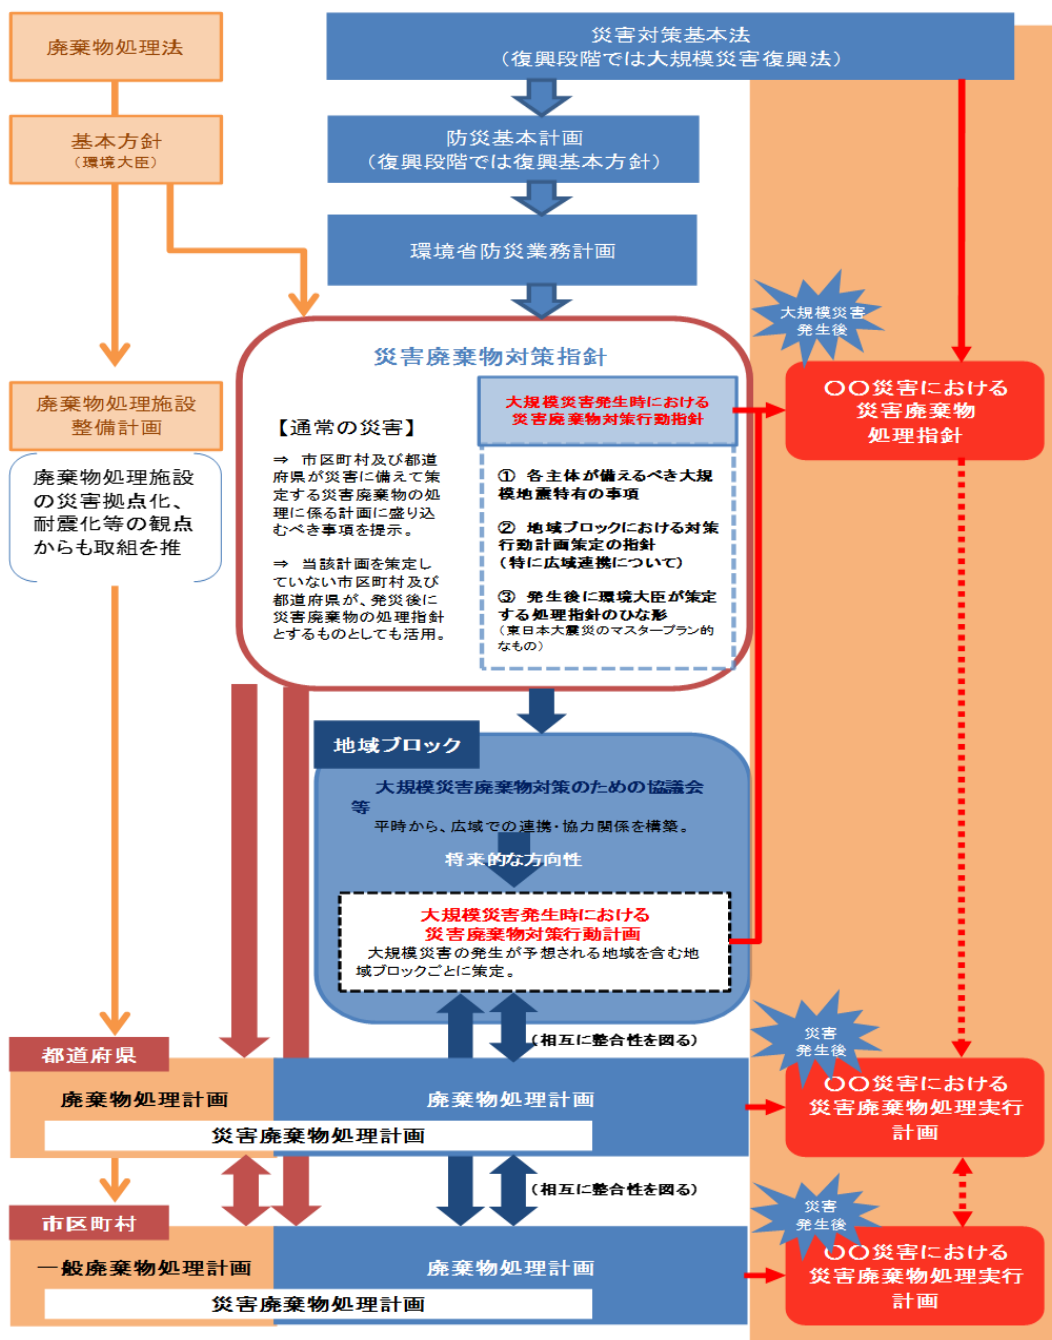 廃棄物処理法
災害対策基本法
（復興段階では大規模災害復興法）
基本方針
（環境大臣）
防災基本計画
（復興段階では復興基本方針）
環境省防災業務計画
大規模災害
発生後
災害廃棄物対策指針
廃棄物処理施設
整備計画
廃棄物処理施設
の災害拠点化、
耐震化等の観点
からも取組を推
【通常の災害】
⇒　市区町村及び都道
府県が災害に備えて策
定する災害廃棄物の処
理に係る計画に盛り込
むべき事項を提示。
⇒　当該計画を策定し
ていない市区町村及び
都道府県が、発災後に
災害廃棄物の処理指針
とするものとしても活用。
大規模災害発生時における
災害廃棄物対策行動指針
①　各主体が備えるべき大規
模地震特有の事項
②　地域ブロックにおける対策
行動計画策定の指針
（特に広域連携について）
③　発生後に環境大臣が策定
する処理指針のひな形
（東日本大震災のマスタープラン的
なもの）
〇〇災害における
災害廃棄物
処理指針
地域ブロック
大規模災害廃棄物対策のための協議会
等
平時から、広域での連携・協力関係を構築。
将来的な方向性
大規模災害発生時における
災害廃棄物対策行動計画
大規模災害の発生が予想される地域を含む地
域ブロックごとに策定。
（相互に整合性を図る）
都道府県
廃棄物処理計画
廃棄物処理計画
災害廃棄物処理計画
災害
発生後
〇〇災害における
災害廃棄物処理実行
計画
（相互に整合性を図る）
市区町村
一般廃棄物処理計画
廃棄物処理計画
災害廃棄物処理計画
災害
発生後
〇〇災害における
災害廃棄物処理実行
計画